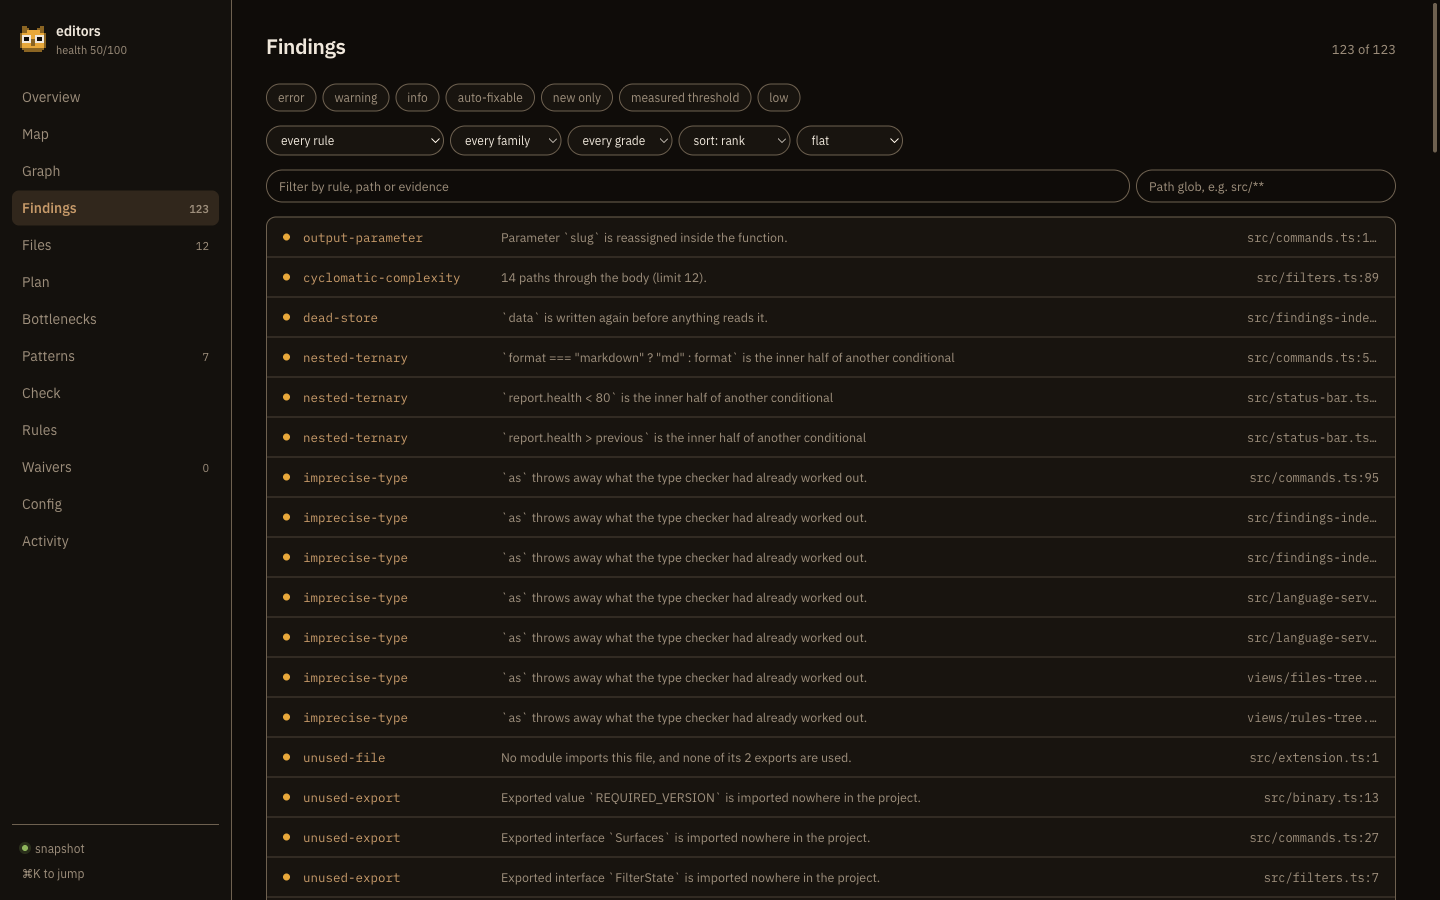 editors
health 50/100
Overview
Map
Graph
Findings 123
Files 12
Plan
Bottlenecks
Patterns 7
Check
Rules
Waivers 0
Config
Activity
snapshot
⌘K to jump
Findings
123 of 123
error warning info auto-fixable new only measured threshold low
every rule every family every grade sort: rank flat
Filter by rule, path or evidence Path glob, e.g. src/**
output-parameter Parameter `slug` is reassigned inside the function. src/commands.ts:1…
cyclomatic-complexity 14 paths through the body (limit 12). src/filters.ts:89
dead-store `data` is written again before anything reads it. src/findings-inde…
nested-ternary `format === "markdown" ? "md" : format` is the inner half of another conditional src/commands.ts:5…
nested-ternary `report.health < 80` is the inner half of another conditional src/status-bar.ts…
nested-ternary `report.health > previous` is the inner half of another conditional src/status-bar.ts…
imprecise-type `as` throws away what the type checker had already worked out. src/commands.ts:95
imprecise-type `as` throws away what the type checker had already worked out. src/findings-inde…
imprecise-type `as` throws away what the type checker had already worked out. src/findings-inde…
imprecise-type `as` throws away what the type checker had already worked out. src/language-serv…
imprecise-type `as` throws away what the type checker had already worked out. src/language-serv…
imprecise-type `as` throws away what the type checker had already worked out. views/files-tree.…
imprecise-type `as` throws away what the type checker had already worked out. views/rules-tree.…
unused-file No module imports this file, and none of its 2 exports are used. src/extension.ts:1
unused-export Exported value `REQUIRED_VERSION` is imported nowhere in the project. src/binary.ts:13
unused-export Exported interface `Surfaces` is imported nowhere in the project. src/commands.ts:27
unused-export Exported interface `FilterState` is imported nowhere in the project. src/filters.ts:7